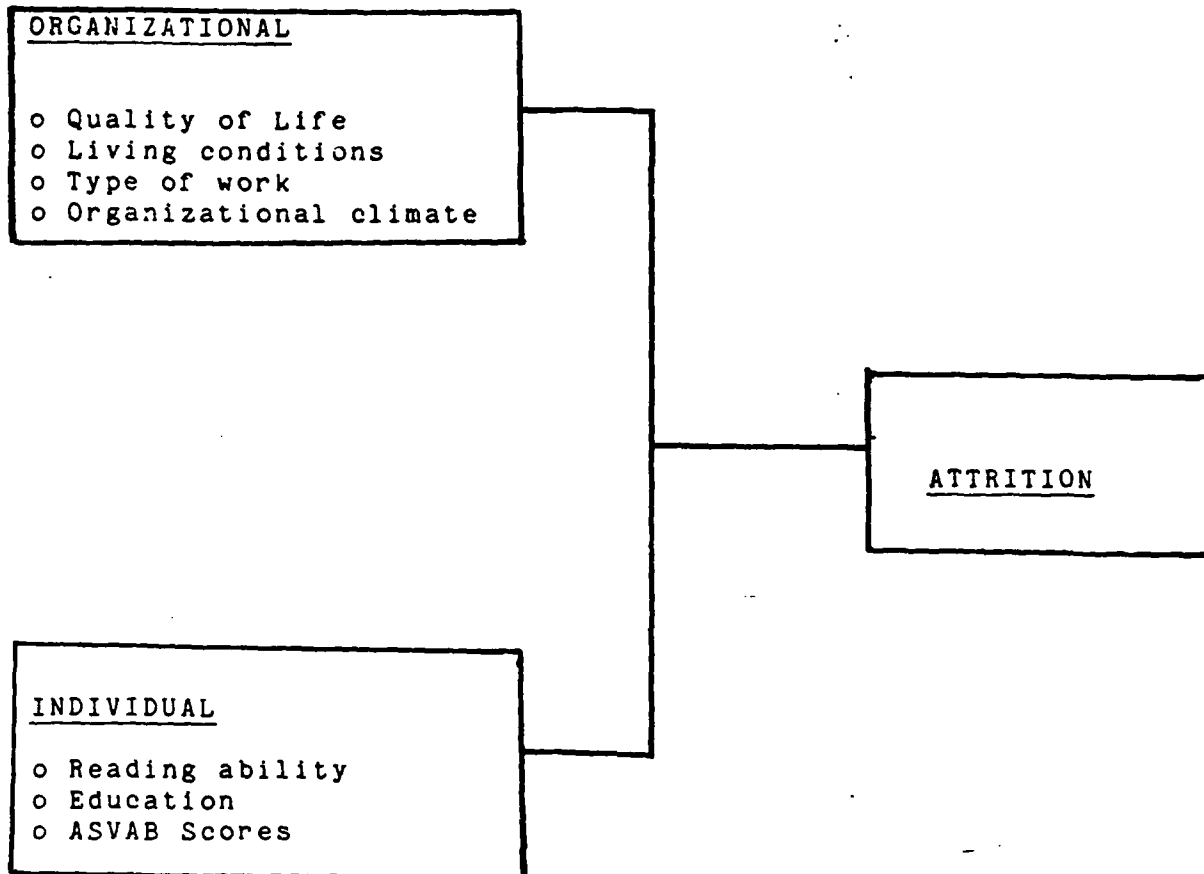 ORGANIZATIONAL
o Quality of Life
o Living conditions
o Type of work
o Organizational climate
ATTRITION
INDIVIDUAL
o Reading ability
o Education
o ASVAB Scores